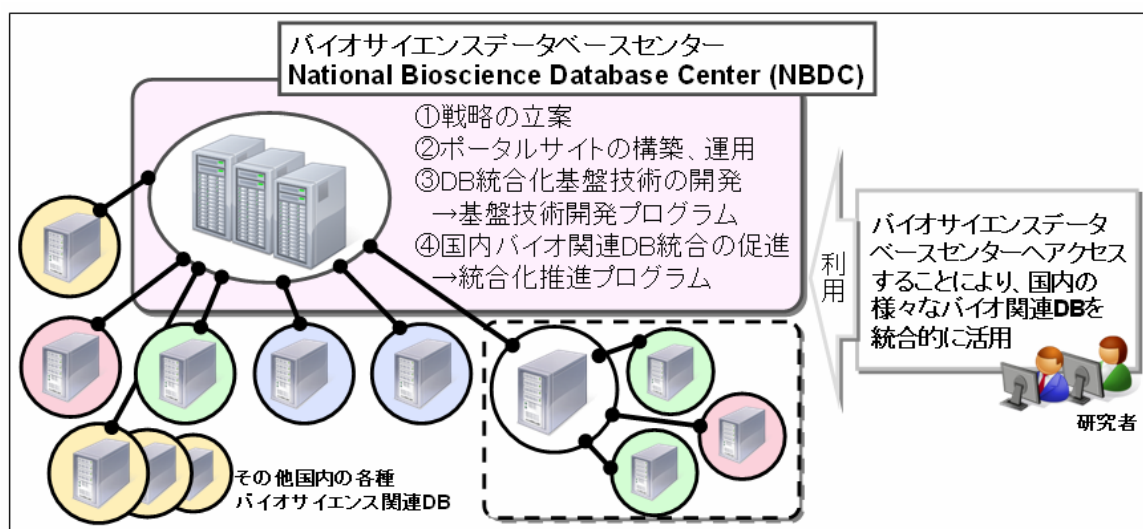 バイオサイエンスデータベースセンター
National Bioscience Database Center (NBDC)
①戦略の立案
②ポータルサイトの構築、運用
③DB統合化基盤技術の開発
→基盤技術開発プログラム
④国内バイオ関連DB統合の促進
→統合化推進プログラム
利用
バイオサイエンスデータ
ベースセンターへアクセス
することにより、国内の
様々なバイオ関連DBを
統合的に活用
研究者
その他国内の各種
バイオサイエンス関連DB